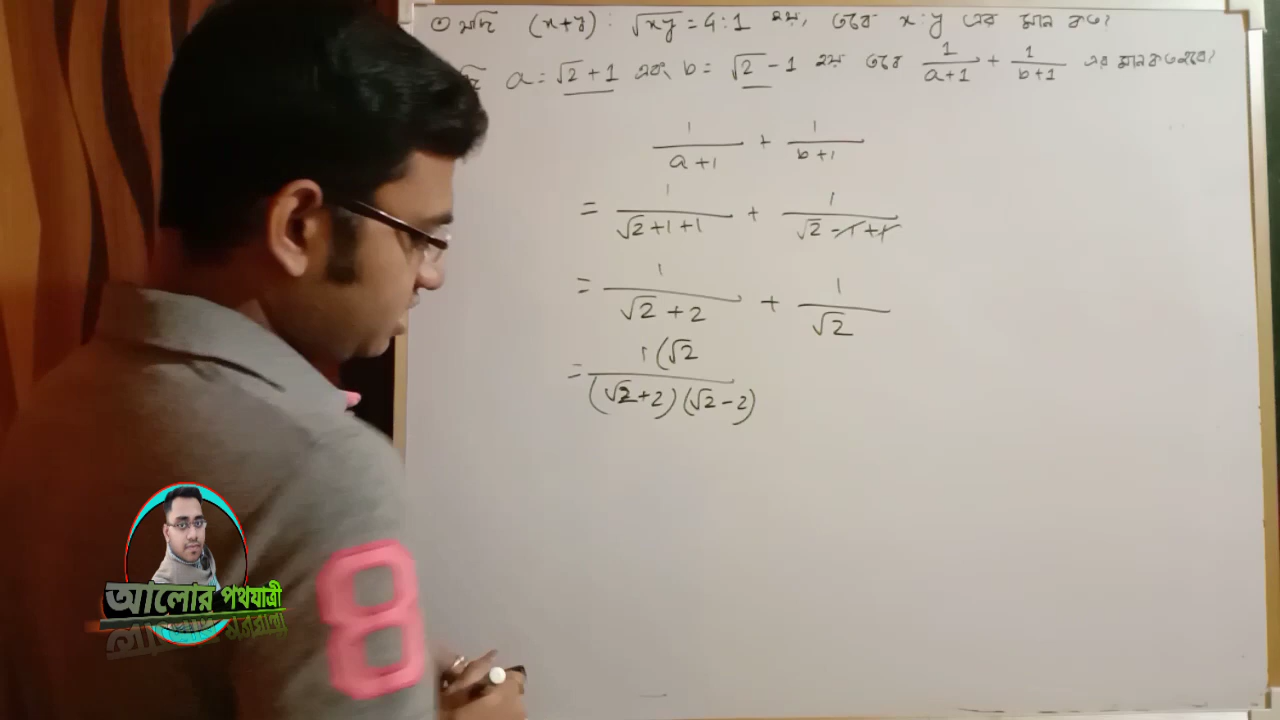 ① যদি (x+y) : √xy = 4:1 হয়, তবে x:y এর মান কত?
a = √2 + 1 এবং b = √2 - 1 হয় তবে 1/(a+1) + 1/(b+1) এর মান কত হবে?
1/(a+1) + 1/(b+1)
= 1/(√2+1+1) + 1/(√2-1+1)
= 1/(√2+2) + 1/√2
= 1(√2/(√2+2)(√2-2)
8
আলোর পথযাত্রী